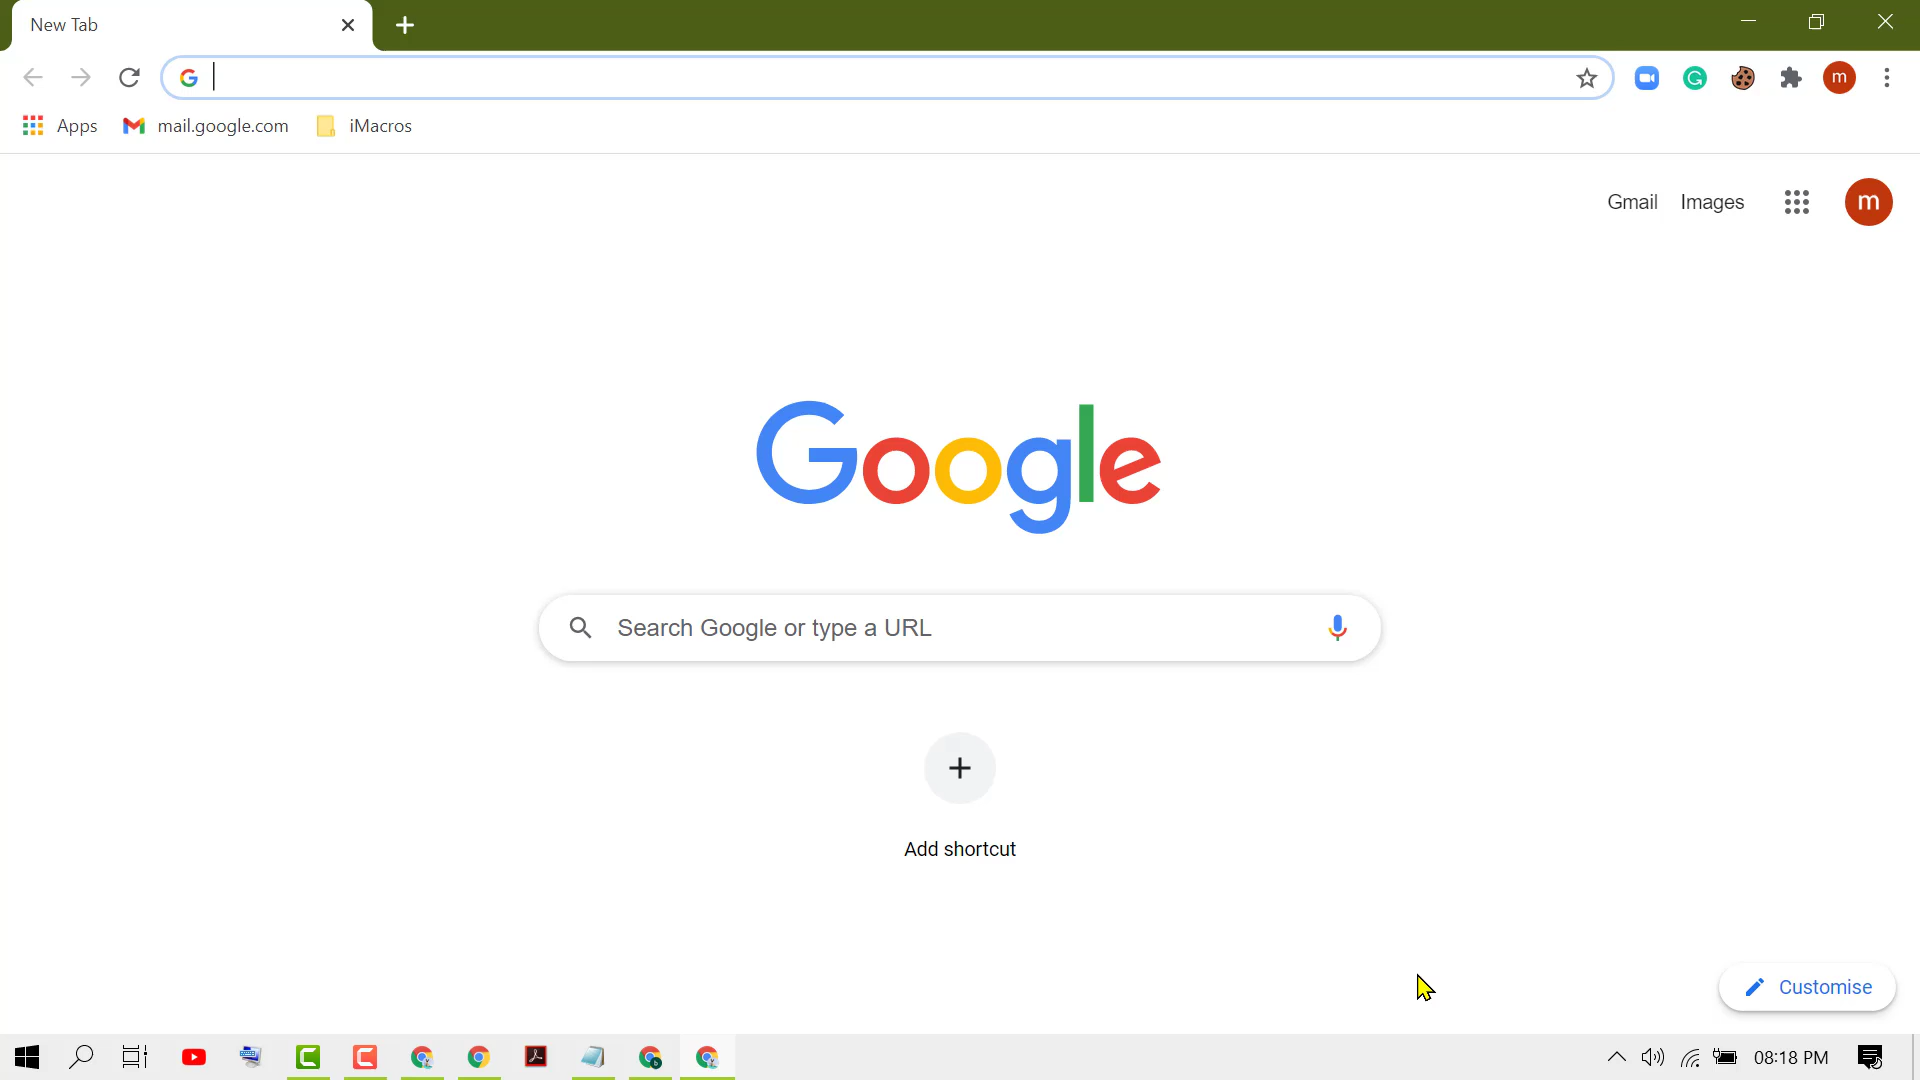 New Tab
Apps
mail.google.com
iMacros
Gmail
Images
m
m
Google
Search Google or type a URL
Add shortcut
Customise
08:18 PM